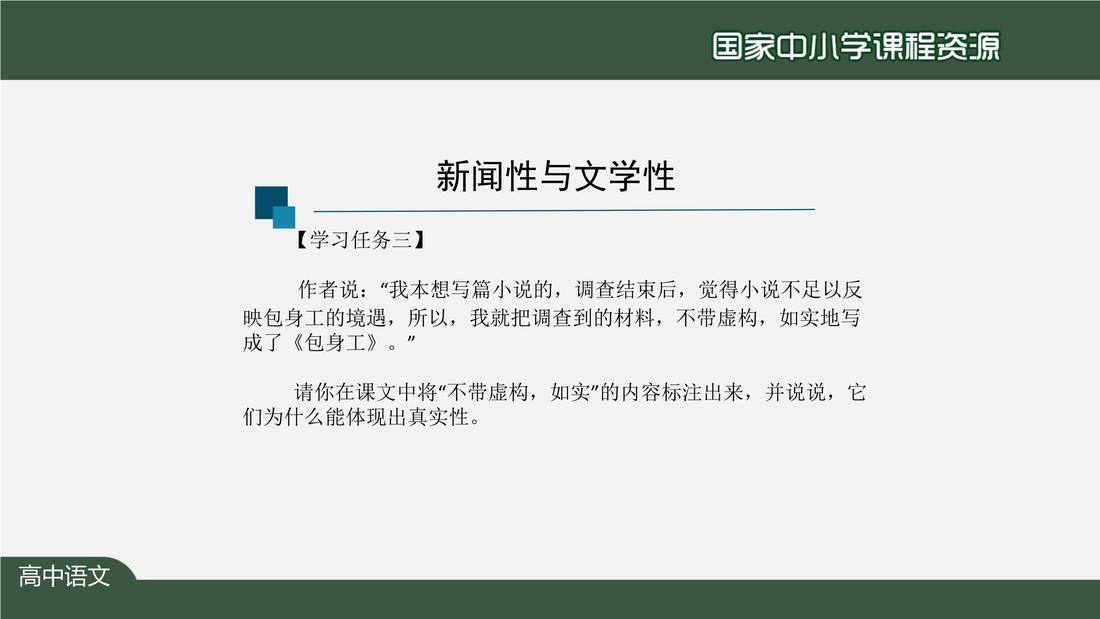 国家中小学课程资源
新闻性与文学性
【学习任务三】
作者说：“我本想写篇小说的，调查结束后，觉得小说不足以反
映包身工的境遇，所以，我就把调查到的材料，不带虚构，如实地写
成了《包身工》。”
请你在课文中将“不带虚构，如实”的内容标注出来，并说说，它
们为什么能体现出真实性。
高中语文